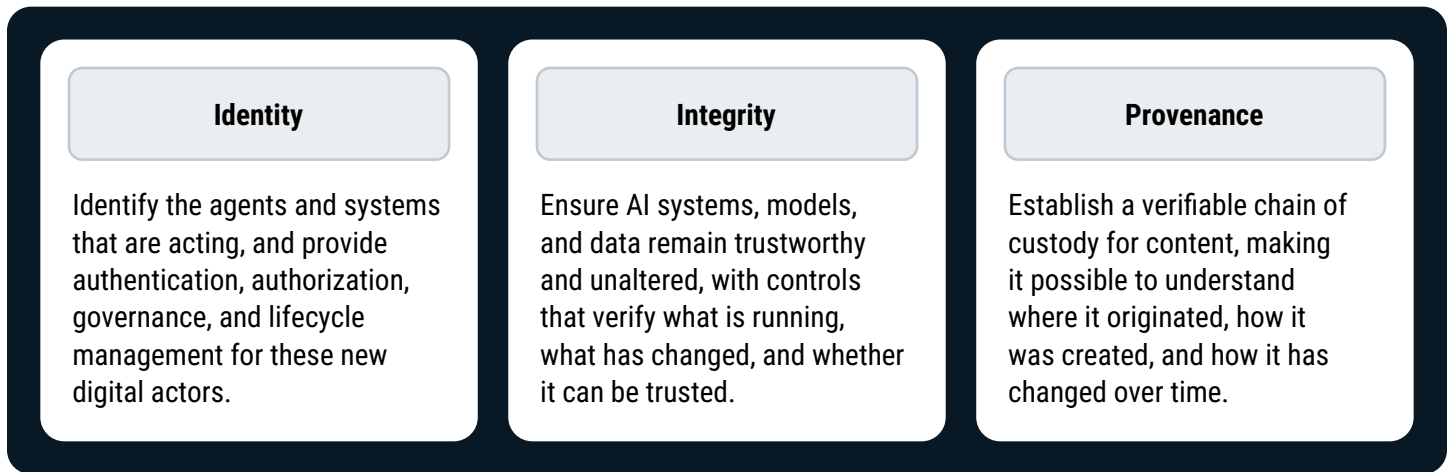 Identity
Identify the agents and systems
that are acting, and provide
authentication, authorization,
governance, and lifecycle
management for these new
digital actors.
Integrity
Ensure AI systems, models,
and data remain trustworthy
and unaltered, with controls
that verify what is running,
what has changed, and whether
it can be trusted.
Provenance
Establish a verifiable chain of
custody for content, making
it possible to understand
where it originated, how it
was created, and how it has
changed over time.